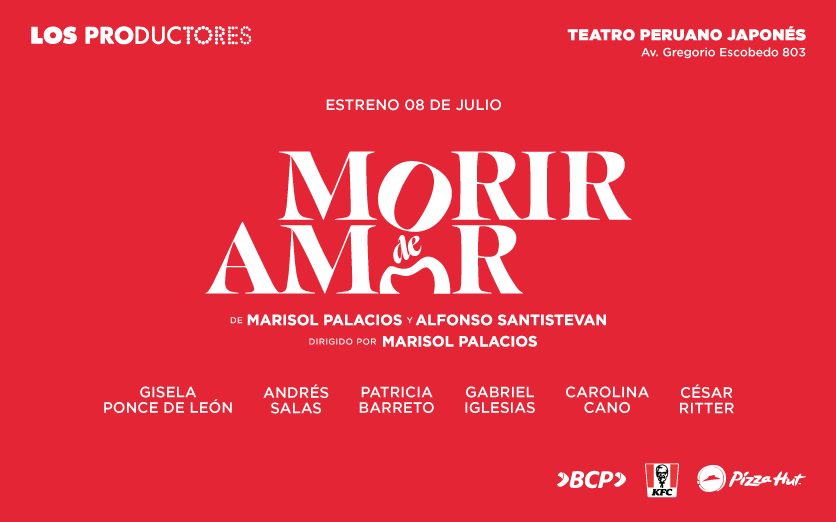 LOS PRODUCTORES
TEATRO PERUANO JAPONÉS
Av. Gregorio Escobedo 803
ESTRENO 08 DE JULIO
MORIR
de
AMOR
DE MARISOL PALACIOS Y ALFONSO SANTISTEVAN
DIRIGIDO POR MARISOL PALACIOS
GISELA
PONCE DE LEÓN
ANDRÉS
SALAS
PATRICIA
BARRETO
GABRIEL
IGLESIAS
CAROLINA
CANO
CÉSAR
RITTER
BCP
KFC
Pizza Hut